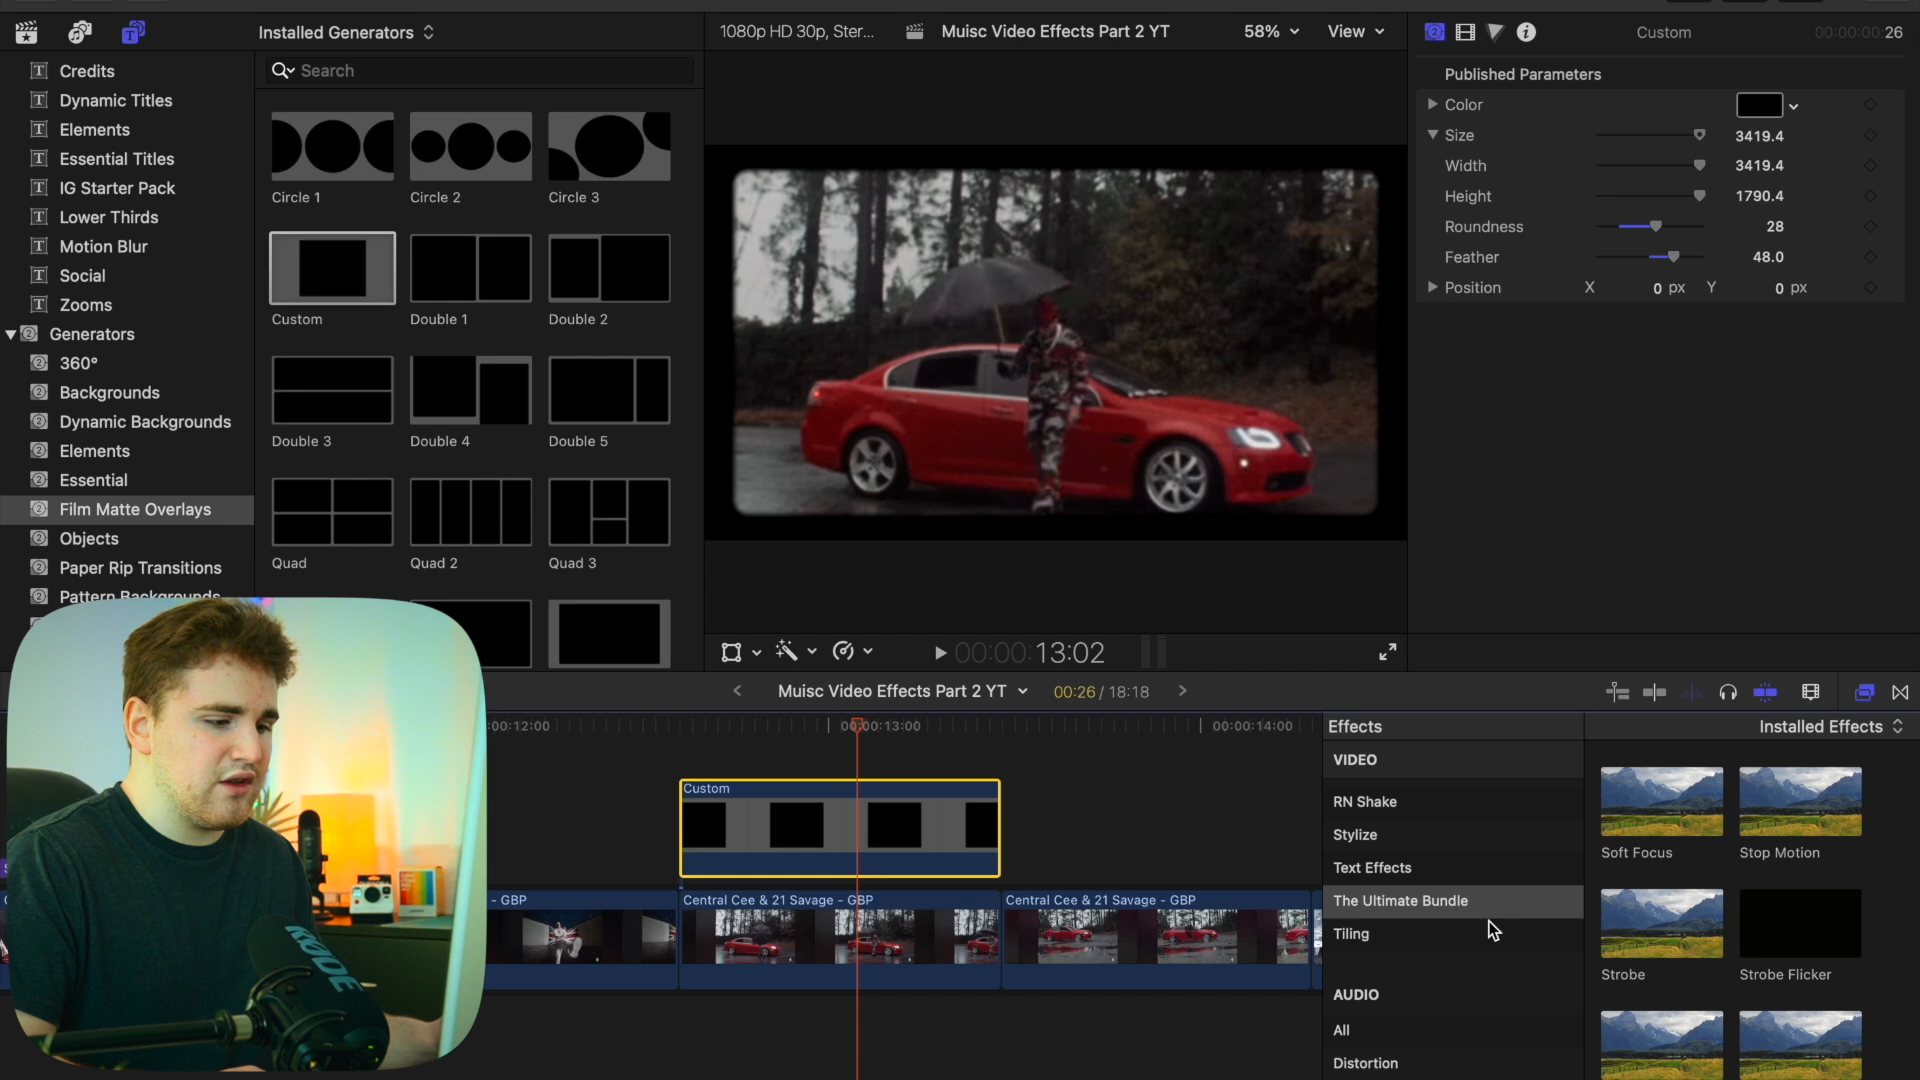 Installed Generators
1080p HD 30p, Ster...
Muisc Video Effects Part 2 YT
58%
View
Custom
00:00:00:26
Credits
Dynamic Titles
Elements
Essential Titles
IG Starter Pack
Lower Thirds
Motion Blur
Social
Zooms
Generators
360°
Backgrounds
Dynamic Backgrounds
Elements
Essential
Film Matte Overlays
Objects
Paper Rip Transitions
Pattern Backgrounds
Search
Circle 1
Circle 2
Circle 3
Custom
Double 1
Double 2
Double 3
Double 4
Double 5
Quad
Quad 2
Quad 3
Published Parameters
Color
Size 3419.4
Width 3419.4
Height 1790.4
Roundness 28
Feather 48.0
Position X 0 px Y 0 px
00:00:13:02
Muisc Video Effects Part 2 YT
00:26 / 18:18
:00:12:00
00:00:13:00
00:00:14:00
Custom
- GBP
Central Cee & 21 Savage - GBP
Central Cee & 21 Savage - GBP
Effects
Installed Effects
VIDEO
RN Shake
Stylize
Text Effects
The Ultimate Bundle
Tiling
AUDIO
All
Distortion
Soft Focus
Stop Motion
Strobe
Strobe Flicker
RODE